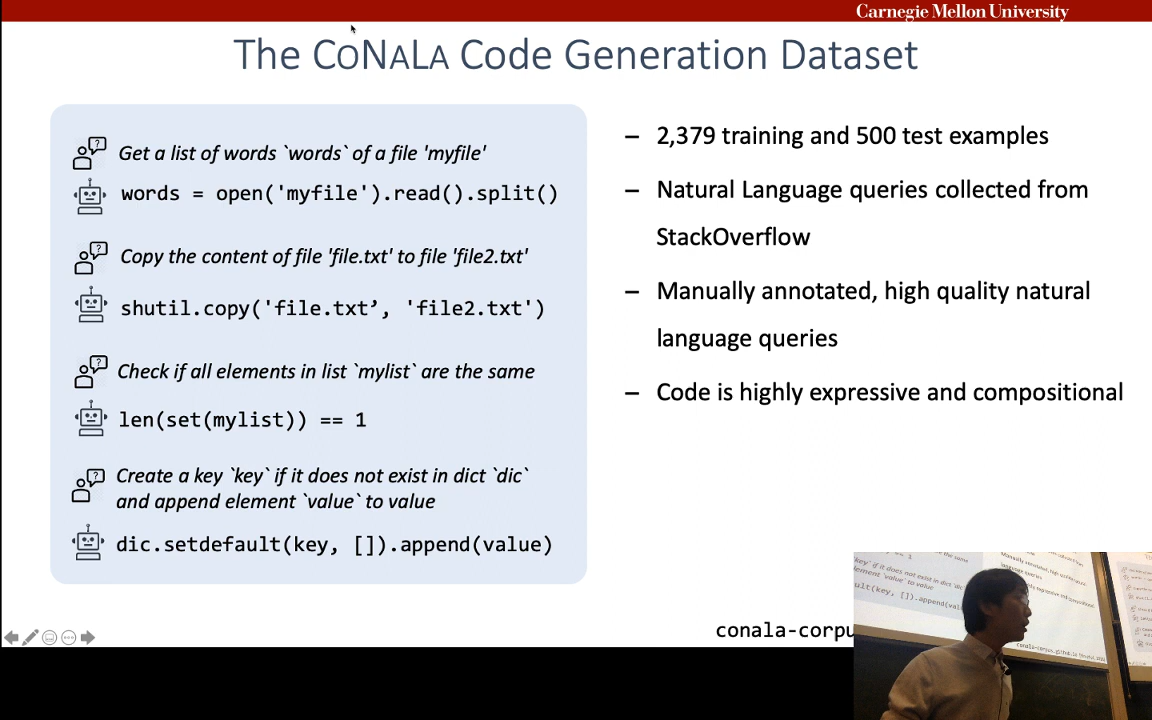 Carnegie Mellon University
The CoNaLa Code Generation Dataset
Get a list of words `words` of a file 'myfile'
words = open('myfile').read().split()
Copy the content of file 'file.txt' to file 'file2.txt'
shutil.copy('file.txt’, 'file2.txt')
Check if all elements in list `mylist` are the same
len(set(mylist)) == 1
Create a key `key` if it does not exist in dict `dic`
and append element `value` to value
dic.setdefault(key, []).append(value)
– 2,379 training and 500 test examples
– Natural Language queries collected from
StackOverflow
– Manually annotated, high quality natural
language queries
– Code is highly expressive and compositional
conala-corpu